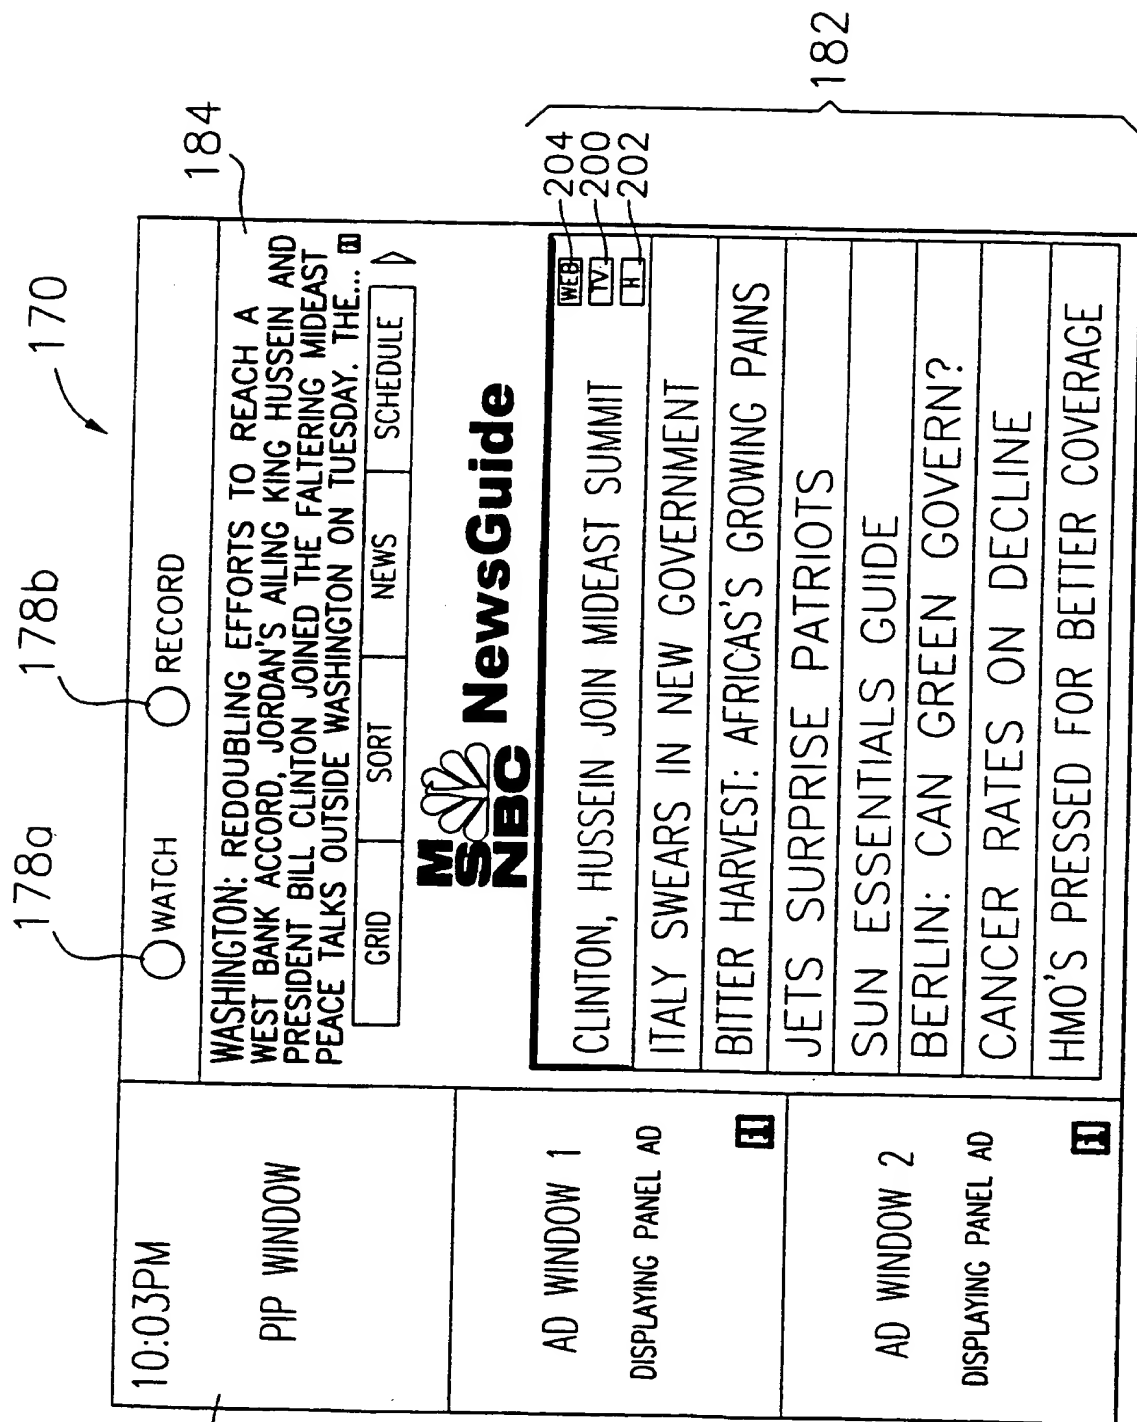 170
178a
178b
184
10:03PM
WATCH
RECORD
PIP WINDOW
WASHINGTON: REDOUBLING EFFORTS TO REACH A
WEST BANK ACCORD, JORDAN'S AILING KING HUSSEIN AND
PRESIDENT BILL CLINTON JOINED THE FALTERING MIDEAST
PEACE TALKS OUTSIDE WASHINGTON ON TUESDAY. THE... i
GRID SORT NEWS SCHEDULE
MSNBC NewsGuide
AD WINDOW 1
DISPLAYING PANEL AD
i
AD WINDOW 2
DISPLAYING PANEL AD
i
CLINTON, HUSSEIN JOIN MIDEAST SUMMIT
WEB 204
TV 200
H 202
ITALY SWEARS IN NEW GOVERNMENT
BITTER HARVEST: AFRICAS'S GROWING PAINS
JETS SURPRISE PATRIOTS
SUN ESSENTIALS GUIDE
BERLIN: CAN GREEN GOVERN?
CANCER RATES ON DECLINE
HMO'S PRESSED FOR BETTER COVERAGE
182